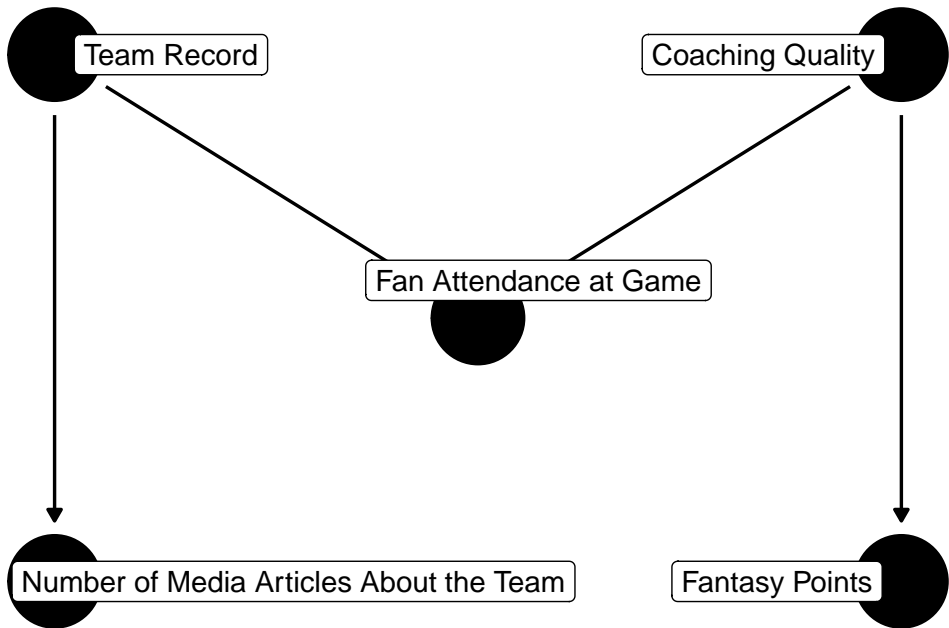 Team Record
Coaching Quality
Fan Attendance at Game
Number of Media Articles About the Team
Fantasy Points